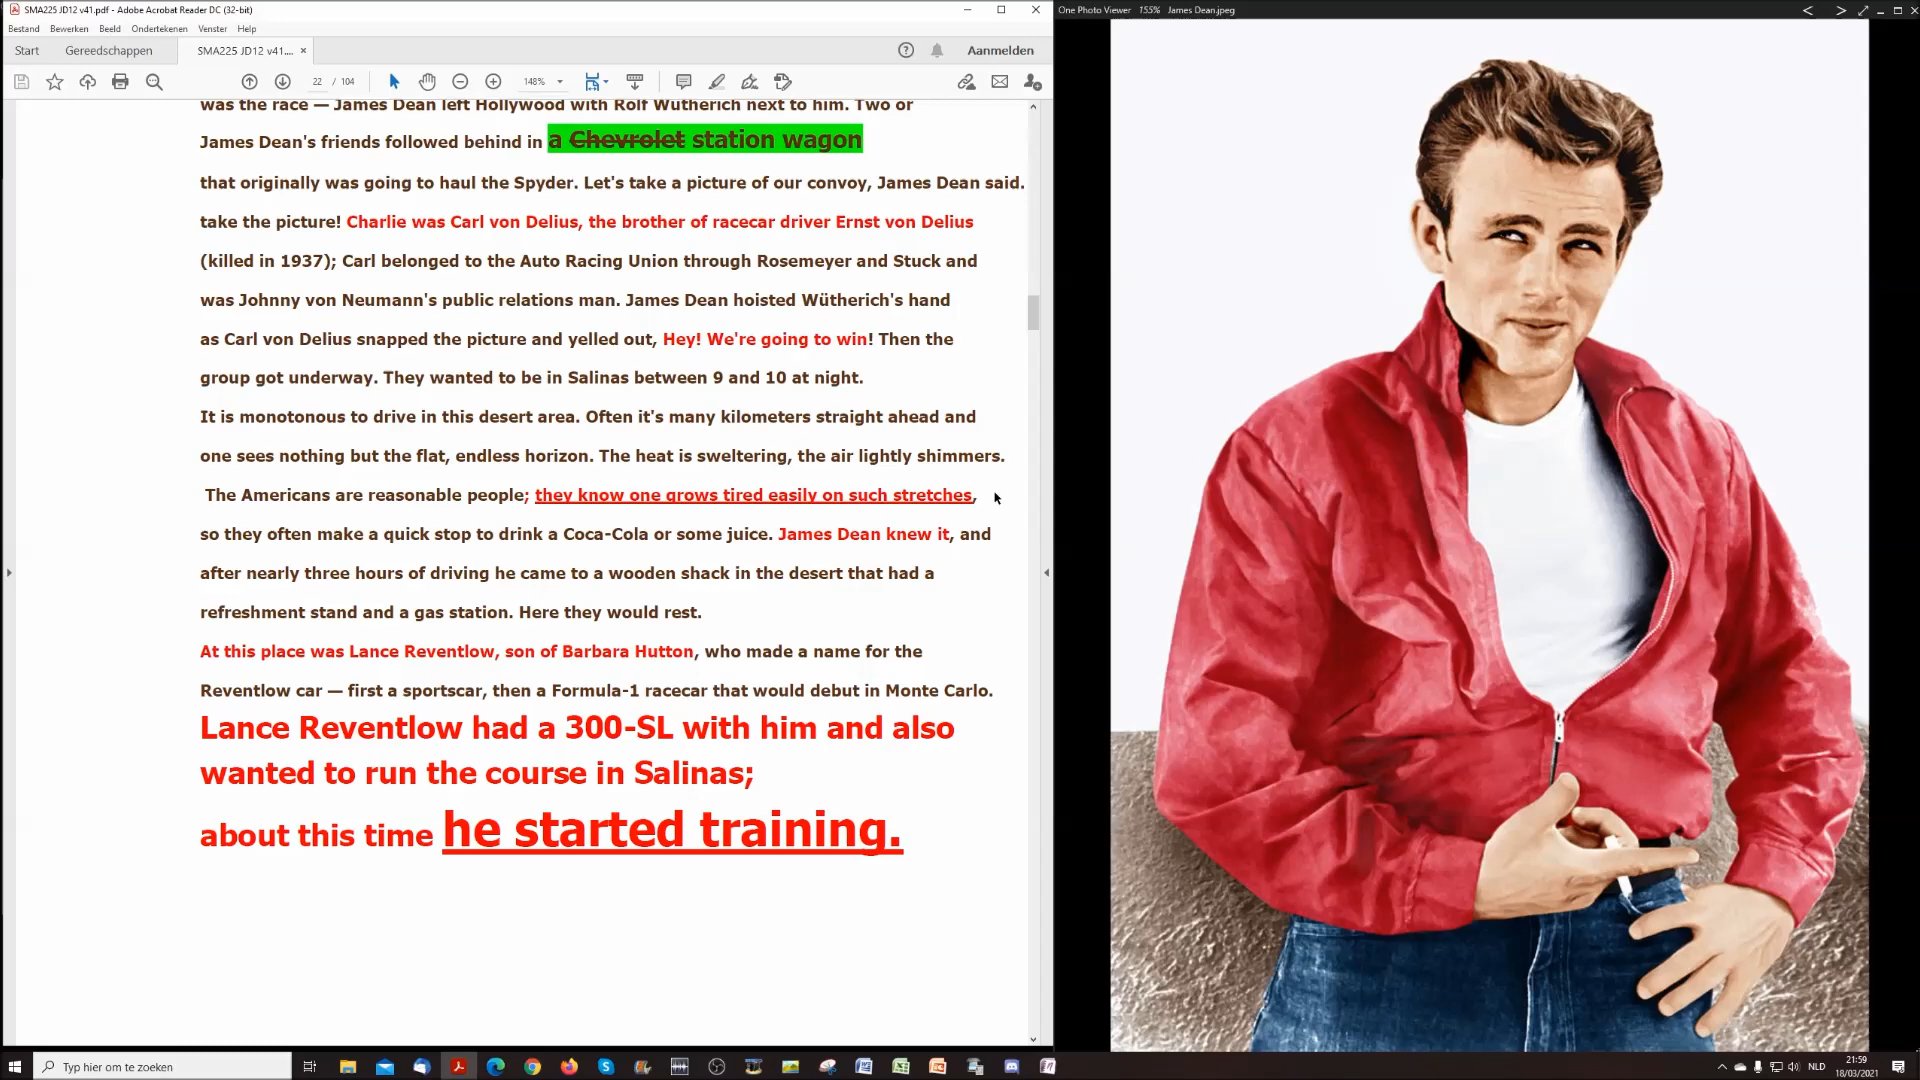 SMA225 JD12 v41.pdf - Adobe Acrobat Reader DC (32-bit)
Bestand Bewerken Beeld Ondertekenen Venster Help
Start Gereedschappen SMA225 JD12 v41.... × Aanmelden
22 / 104 148%
was the race — James Dean left Hollywood with Rolf Wütherich next to him. Two or
James Dean's friends followed behind in a Chevrolet station wagon
that originally was going to haul the Spyder. Let's take a picture of our convoy, James Dean said.
take the picture! Charlie was Carl von Delius, the brother of racecar driver Ernst von Delius
(killed in 1937); Carl belonged to the Auto Racing Union through Rosemeyer and Stuck and
was Johnny von Neumann's public relations man. James Dean hoisted Wütherich's hand
as Carl von Delius snapped the picture and yelled out, Hey! We're going to win! Then the
group got underway. They wanted to be in Salinas between 9 and 10 at night.
It is monotonous to drive in this desert area. Often it's many kilometers straight ahead and
one sees nothing but the flat, endless horizon. The heat is sweltering, the air lightly shimmers.
The Americans are reasonable people; they know one grows tired easily on such stretches,
so they often make a quick stop to drink a Coca-Cola or some juice. James Dean knew it, and
after nearly three hours of driving he came to a wooden shack in the desert that had a
refreshment stand and a gas station. Here they would rest.
At this place was Lance Reventlow, son of Barbara Hutton, who made a name for the
Reventlow car — first a sportscar, then a Formula-1 racecar that would debut in Monte Carlo.
Lance Reventlow had a 300-SL with him and also
wanted to run the course in Salinas;
about this time he started training.
One Photo Viewer 155% James Dean.jpeg
Typ hier om te zoeken
NLD
21:59
18/03/2021